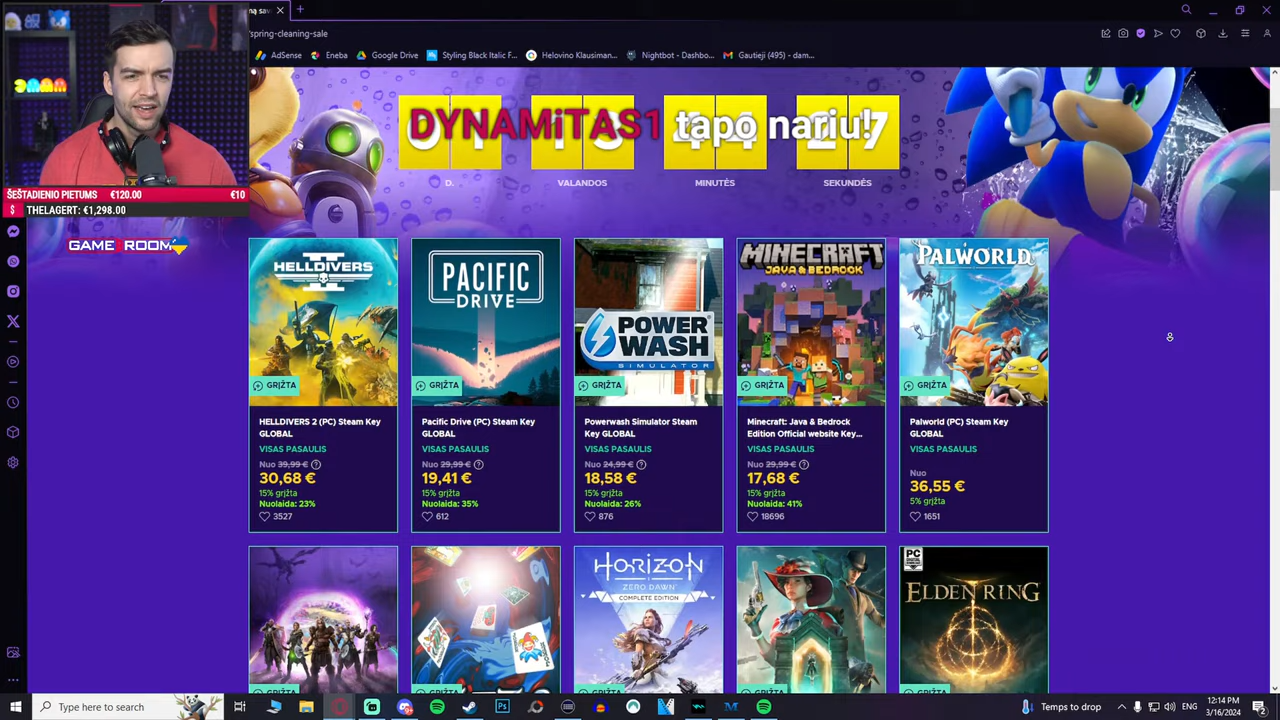 ną sav
/spring-cleaning-sale
AdSense
Eneba
Google Drive
Styling Black Italic F...
Helovino Klausiman...
Nightbot - Dashbo...
Gautieji (495) - dam...
DYNAMiTAS1 tapo nariu!
D.
VALANDOS
MINUTĖS
SEKUNDĖS
ŠEŠTADIENIO PIETUMS €120.00 €10
$ THELAGERT: €1,298.00
GAME ROOM
HELLDIVERS II
PACIFIC DRIVE
POWER WASH SIMULATOR
MINECRAFT JAVA & BEDROCK
PALWORLD
GRĮŽTA
GRĮŽTA
GRĮŽTA
GRĮŽTA
GRĮŽTA
HELLDIVERS 2 (PC) Steam Key GLOBAL
VISAS PASAULIS
Nuo 39,99 €
30,68 €
15% grįžta
Nuolaida: 23%
3527
Pacific Drive (PC) Steam Key GLOBAL
VISAS PASAULIS
Nuo 29,99 €
19,41 €
15% grįžta
Nuolaida: 35%
612
Powerwash Simulator Steam Key GLOBAL
VISAS PASAULIS
Nuo 24,99 €
18,58 €
15% grįžta
Nuolaida: 26%
876
Minecraft: Java & Bedrock Edition Official website Key...
VISAS PASAULIS
Nuo 29,99 €
17,68 €
15% grįžta
Nuolaida: 41%
18696
Palworld (PC) Steam Key GLOBAL
VISAS PASAULIS
Nuo
36,55 €
5% grįžta
1651
HORIZON
ZERO DAWN
COMPLETE EDITION
PC
ELDEN RING
Type here to search
Ps
Temps to drop
ENG
12:14 PM
3/16/2024